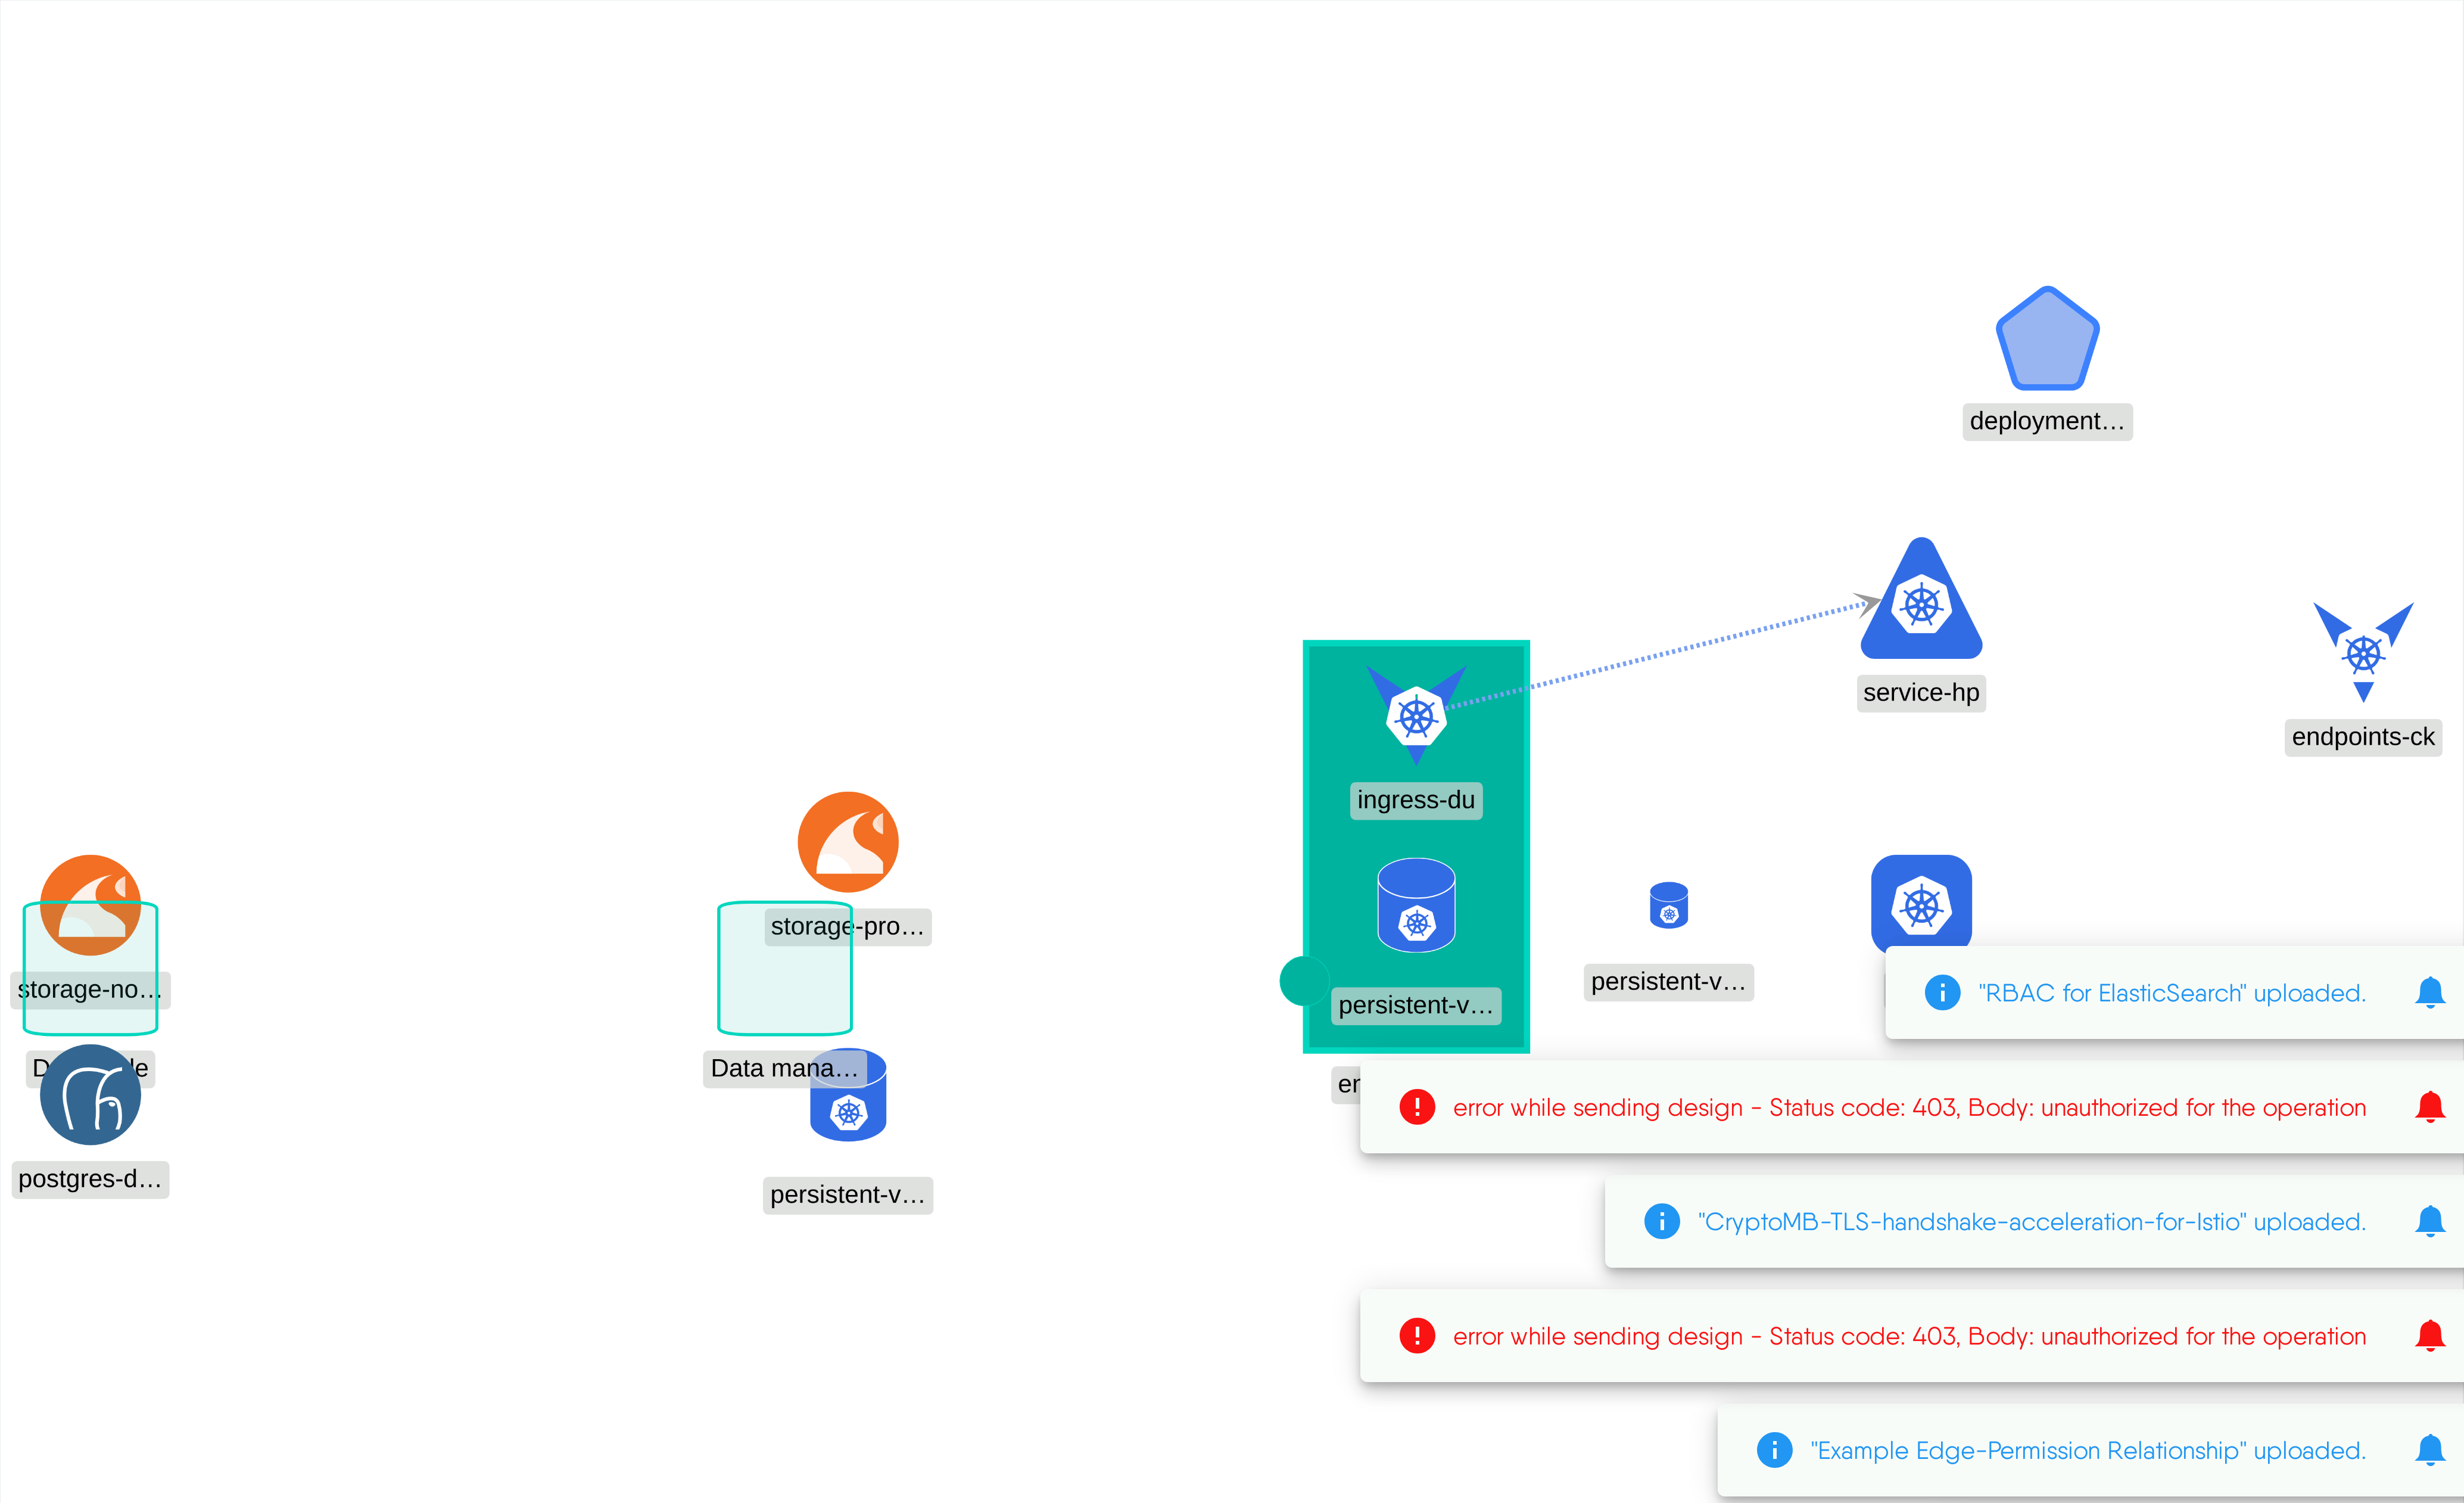 deployment…
service-hp
endpoints-ck
ingress-du
storage-pro…
storage-no…
persistent-v…
persistent-v…
"RBAC for ElasticSearch" uploaded.
Data mana…
postgres-d…
persistent-v…
error while sending design - Status code: 403, Body: unauthorized for the operation
"CryptoMB-TLS-handshake-acceleration-for-Istio" uploaded.
error while sending design - Status code: 403, Body: unauthorized for the operation
"Example Edge-Permission Relationship" uploaded.